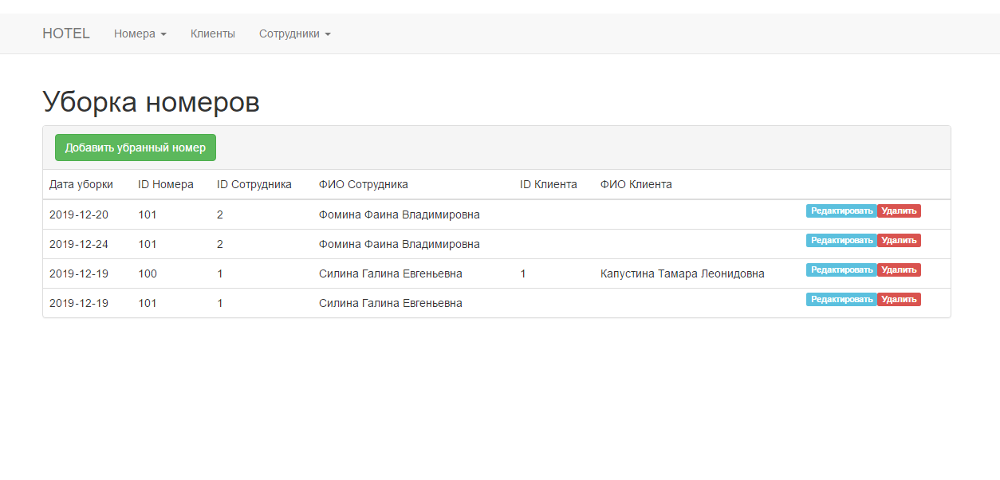 HOTEL Номера Клиенты Сотрудники
Уборка номеров
Добавить убранный номер
Дата уборки ID Номера ID Сотрудника ФИО Сотрудника ID Клиента ФИО Клиента
2019-12-20 101 2 Фомина Фаина Владимировна Редактировать Удалить
2019-12-24 101 2 Фомина Фаина Владимировна Редактировать Удалить
2019-12-19 100 1 Силина Галина Евгеньевна 1 Капустина Тамара Леонидовна Редактировать Удалить
2019-12-19 101 1 Силина Галина Евгеньевна Редактировать Удалить